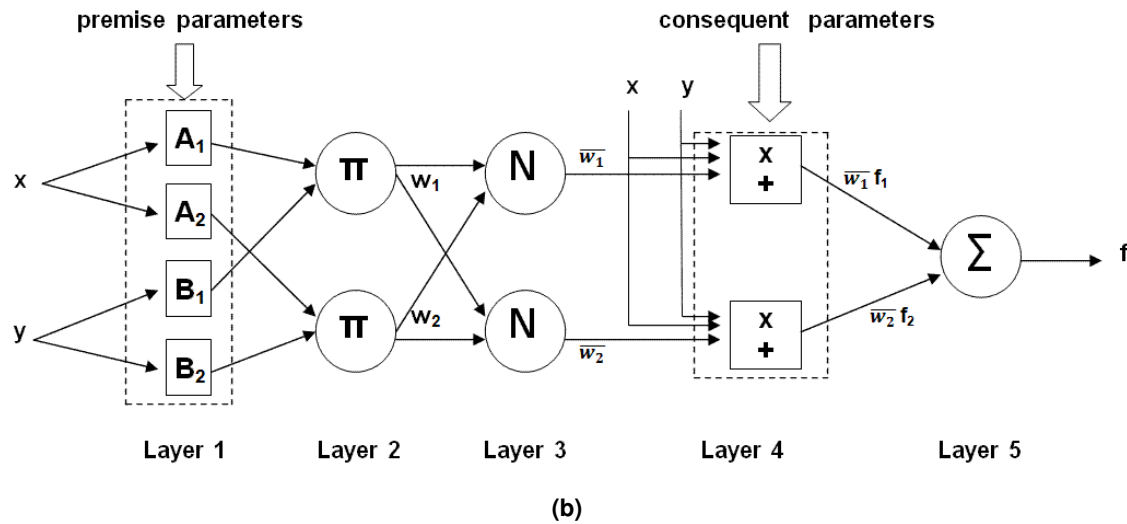 premise parameters
consequent parameters
x
y
A₁
A₂
B₁
B₂
x
y
π
π
w₁
w₂
N
N
w̅₁
w̅₂
x
+
x
+
w̅₁ f₁
w̅₂ f₂
Σ
f
Layer 1
Layer 2
Layer 3
Layer 4
Layer 5
(b)